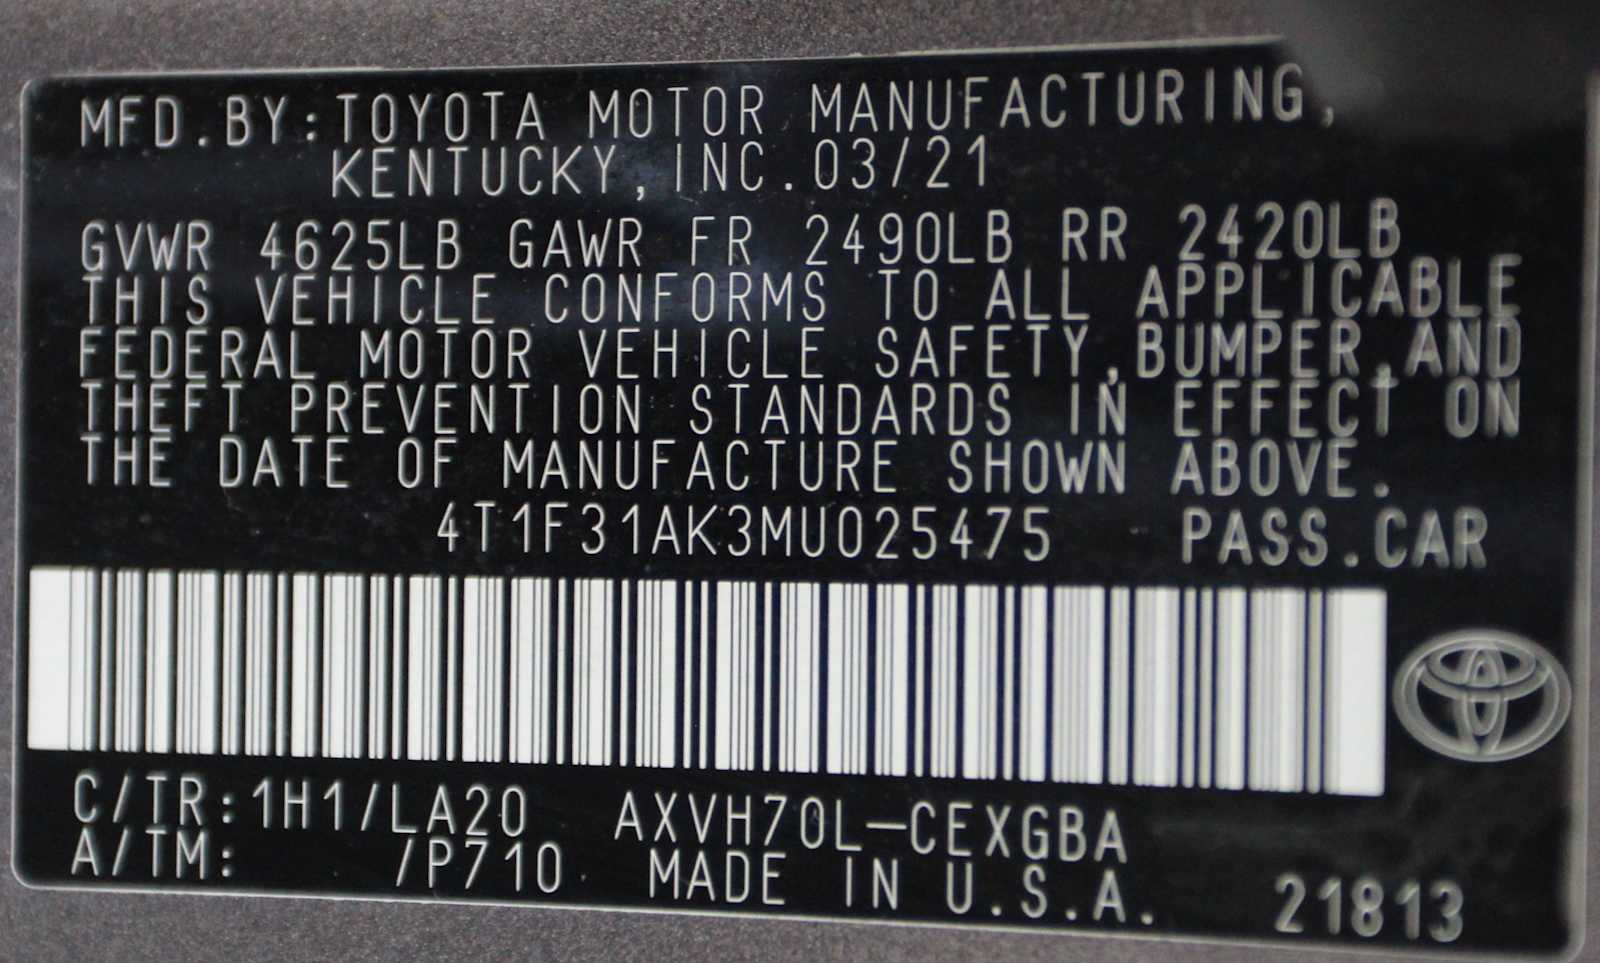 MFD.BY:TOYOTA MOTOR MANUFACTURING,
KENTUCKY,INC.03/21
GVWR 4625LB GAWR FR 2490LB RR 2420LB
THIS VEHICLE CONFORMS TO ALL APPLICABLE
FEDERAL MOTOR VEHICLE SAFETY,BUMPER,AND
THEFT PREVENTION STANDARDS IN EFFECT ON
THE DATE OF MANUFACTURE SHOWN ABOVE.
4T1F31AK3MU025475 PASS.CAR
C/TR:1H1/LA20 AXVH70L-CEXGBA
A/TM: /P710 MADE IN U.S.A. 21813